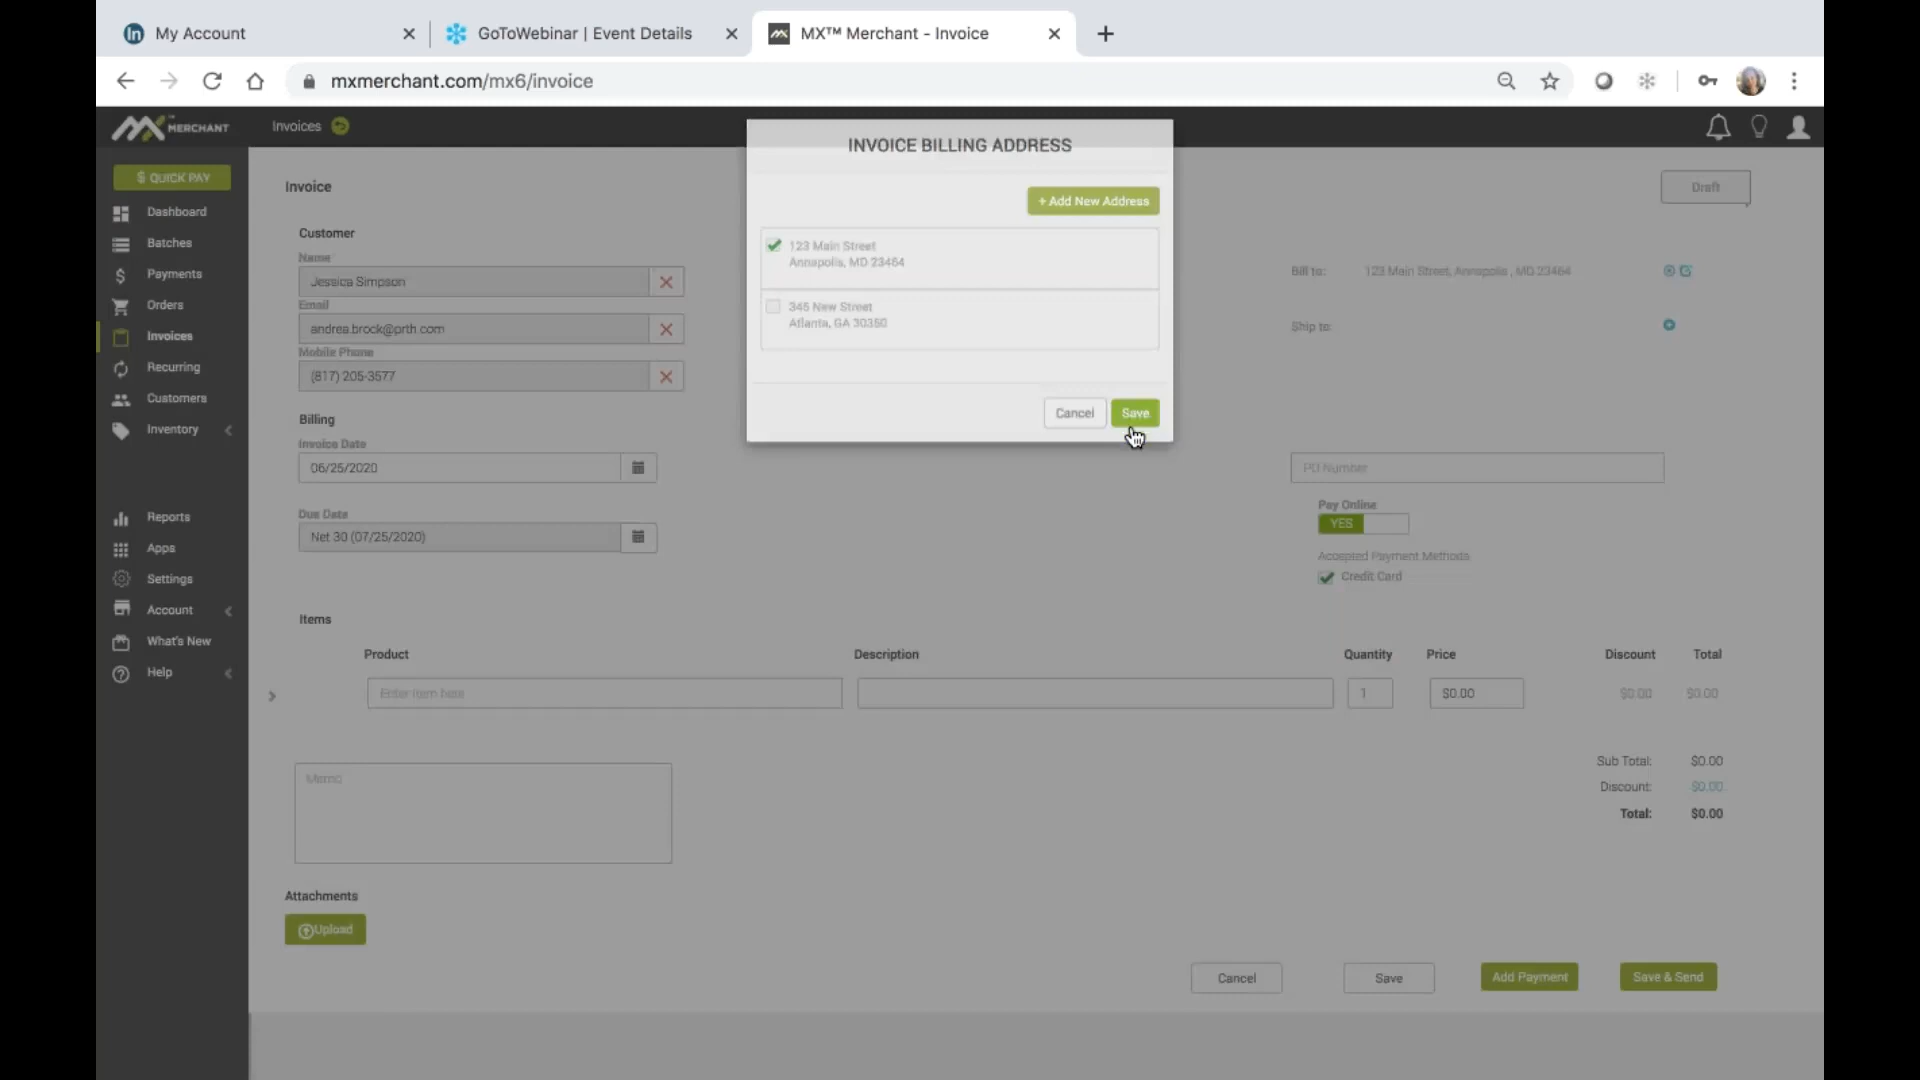 My Account
GoToWebinar | Event Details
MX™ Merchant - Invoice
mxmerchant.com/mx6/invoice
MERCHANT
Invoices
INVOICE BILLING ADDRESS
$ QUICK PAY
Invoice
Draft
+ Add New Address
Dashboard
Customer
Batches
Name
123 Main Street
Annapolis, MD 23464
Payments
Jessica Simpson
Bill to: 123 Main Street, Annapolis , MD 23464
Orders
Email
345 New Street
Atlanta, GA 30350
Invoices
andrea.brock@prth.com
Ship to:
Mobile Phone
Recurring
(817) 205-3577
Customers
Billing
Cancel
Save
Inventory
Invoice Date
06/25/2020
PO Number
Reports
Due Date
Pay Online
YES
Net 30 (07/25/2020)
Apps
Accepted Payment Methods
Settings
Credit Card
Account
Items
What's New
Product Description Quantity Price Discount Total
Help
Enter item here 1 $0.00 $0.00 $0.00
Memo
Sub Total: $0.00
Discount: $0.00
Total: $0.00
Attachments
Upload
Cancel
Save
Add Payment
Save & Send